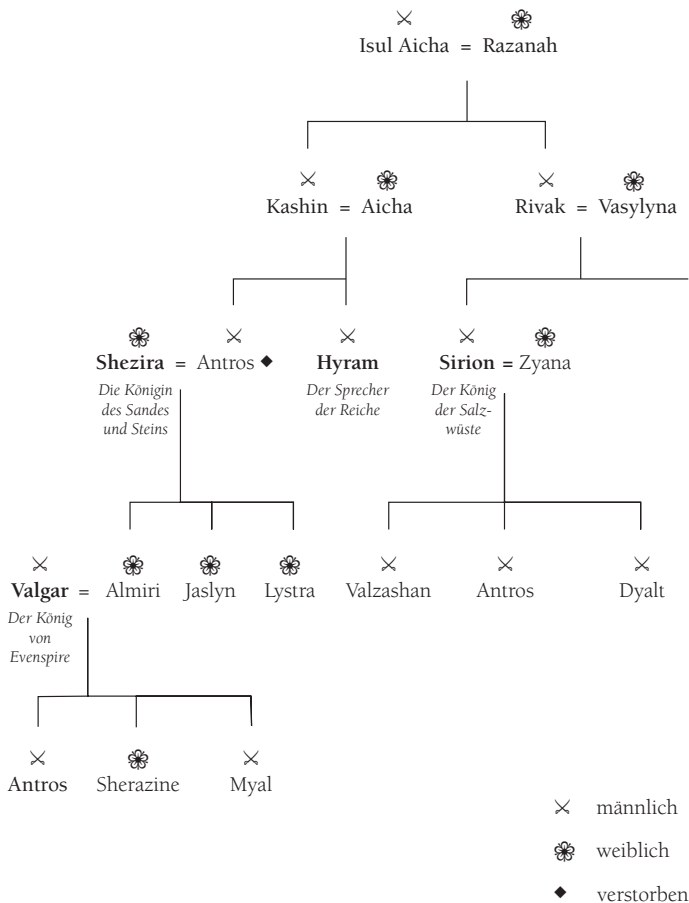 Isul Aicha = Razanah
Kashin = Aicha
Rivak = Vasylyna
Shezira = Antros ◆
Die Königin
des Sandes
und Steins
Hyram
Der Sprecher
der Reiche
Sirion = Zyana
Der König
der Salz-
wüste
Valgar = Almiri
Der König
von
Evenspire
Jaslyn
Lystra
Valzashan
Antros
Dyalt
Antros
Sherazine
Myal
männlich
weiblich
◆ verstorben